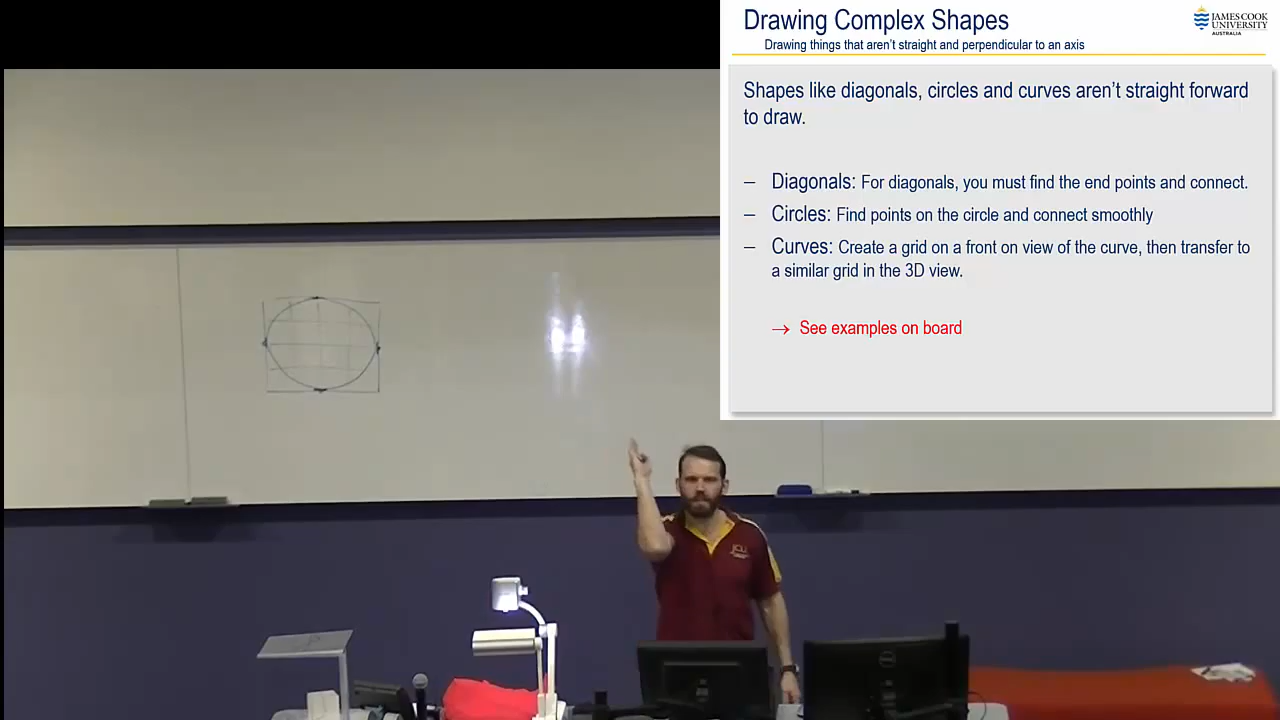 Drawing Complex Shapes
Drawing things that aren't straight and perpendicular to an axis
JAMES COOK
UNIVERSITY
AUSTRALIA
Shapes like diagonals, circles and curves aren't straight forward
to draw.
– Diagonals: For diagonals, you must find the end points and connect.
– Circles: Find points on the circle and connect smoothly
– Curves: Create a grid on a front on view of the curve, then transfer to
a similar grid in the 3D view.
→ See examples on board
JCU